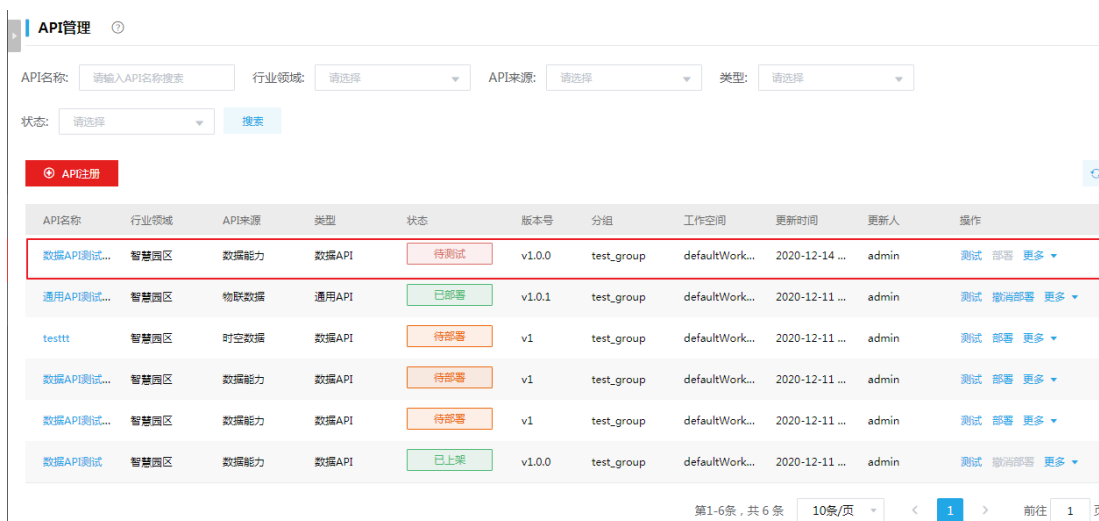 API管理
API名称: 请输入API名称搜索 行业领域: 请选择 API来源: 请选择 类型: 请选择
状态: 请选择 搜索
API注册
API名称 行业领域 API来源 类型 状态 版本号 分组 工作空间 更新时间 更新人 操作
数据API测试... 智慧园区 数据能力 数据API 待测试 v1.0.0 test_group defaultWork... 2020-12-14 ... admin 测试 部署 更多
通用API测试... 智慧园区 物联数据 通用API 已部署 v1.0.1 test_group defaultWork... 2020-12-11 ... admin 测试 撤消部署 更多
testtt 智慧园区 时空数据 数据API 待部署 v1 test_group defaultWork... 2020-12-11 ... admin 测试 部署 更多
数据API测试... 智慧园区 数据能力 数据API 待部署 v1 test_group defaultWork... 2020-12-11 ... admin 测试 部署 更多
数据API测试... 智慧园区 数据能力 数据API 待部署 v1 test_group defaultWork... 2020-12-11 ... admin 测试 部署 更多
数据API测试 智慧园区 数据能力 数据API 已上架 v1.0.0 test_group defaultWork... 2020-12-11 ... admin 测试 撤消部署 更多
第1-6条，共 6 条 10条/页 < 1 > 前往 1